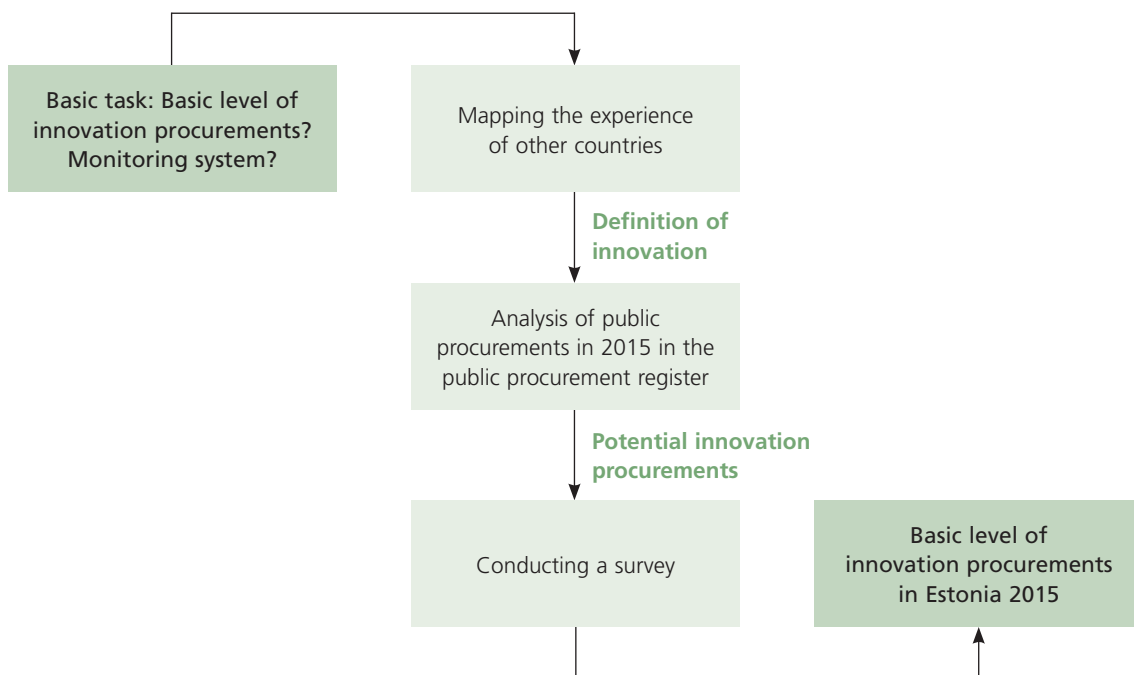 Basic task: Basic level of
innovation procurements?
Monitoring system?
Mapping the experience
of other countries
Definition of
innovation
Analysis of public
procurements in 2015 in the
public procurement register
Potential innovation
procurements
Conducting a survey
Basic level of
innovation procurements
in Estonia 2015